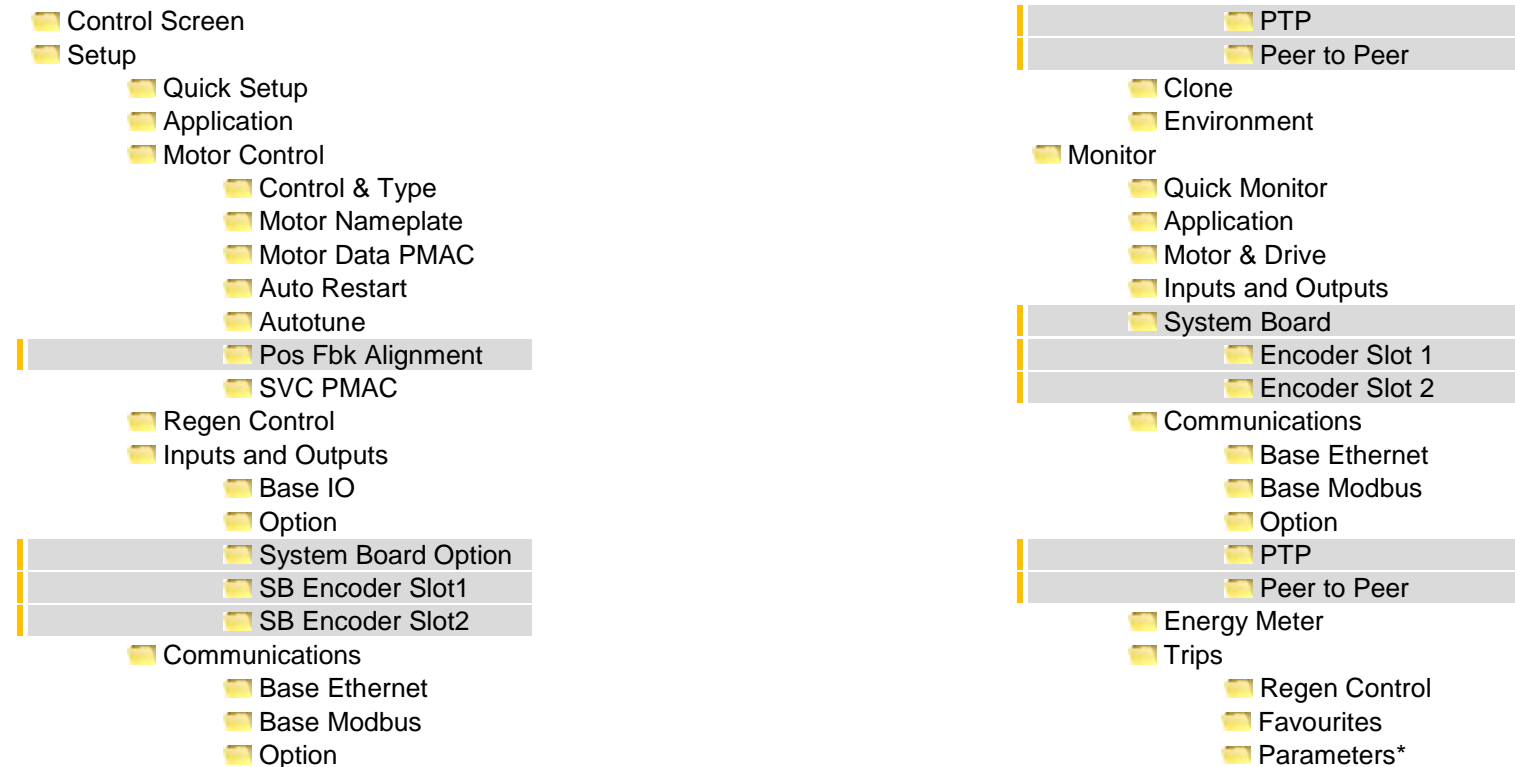 Control Screen
Setup
Quick Setup
Application
Motor Control
Control & Type
Motor Nameplate
Motor Data PMAC
Auto Restart
Autotune
Pos Fbk Alignment
SVC PMAC
Regen Control
Inputs and Outputs
Base IO
Option
System Board Option
SB Encoder Slot1
SB Encoder Slot2
Communications
Base Ethernet
Base Modbus
Option
PTP
Peer to Peer
Clone
Environment
Monitor
Quick Monitor
Application
Motor & Drive
Inputs and Outputs
System Board
Encoder Slot 1
Encoder Slot 2
Communications
Base Ethernet
Base Modbus
Option
PTP
Peer to Peer
Energy Meter
Trips
Regen Control
Favourites
Parameters*